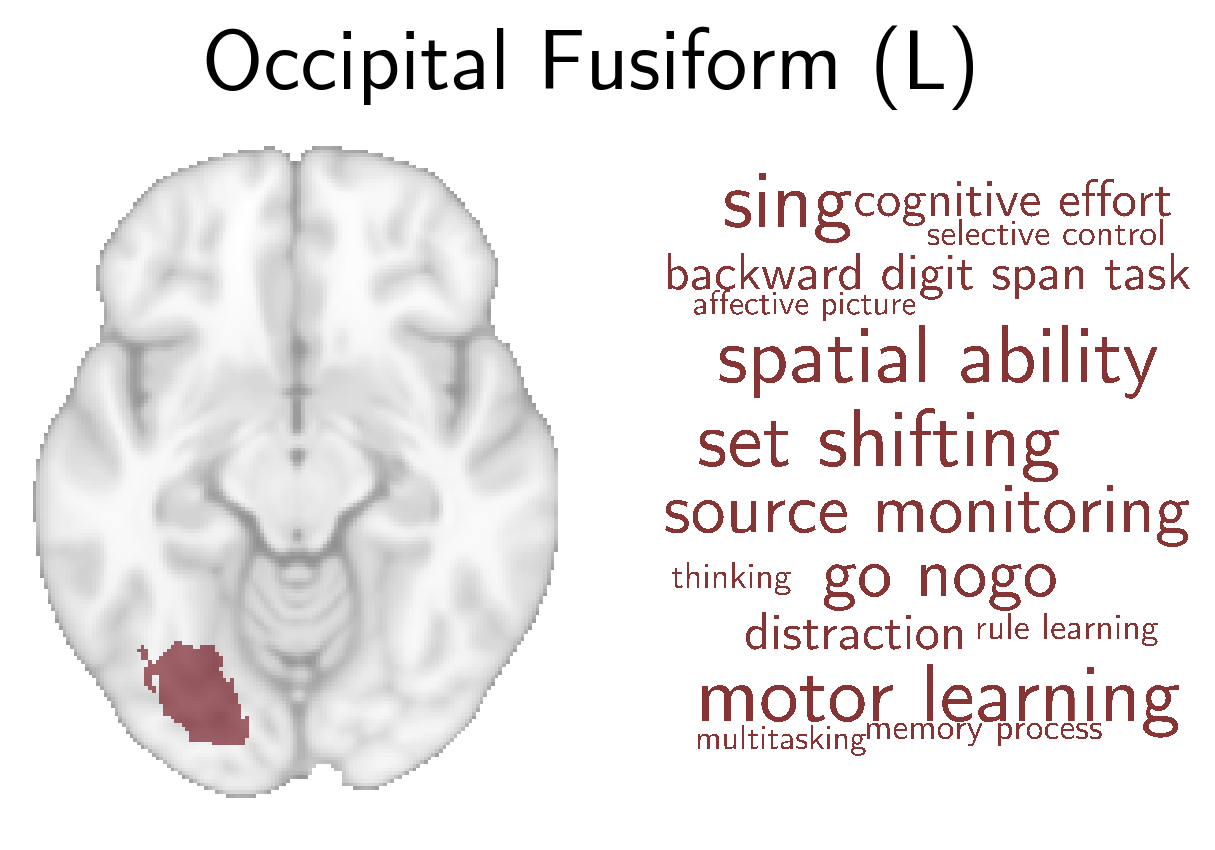 Occipital Fusiform (L)
sing cognitive effort
selective control
backward digit span task
affective picture
spatial ability
set shifting
source monitoring
thinking go nogo
distraction rule learning
motor learning
multitasking memory process